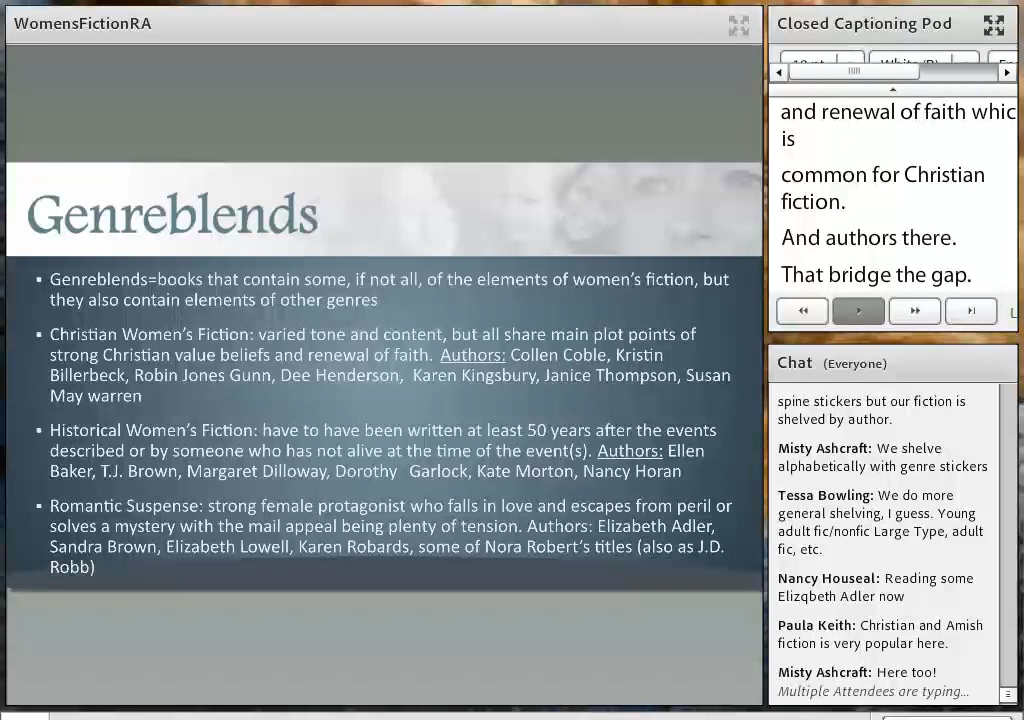 WomensFictionRA
Genreblends
▪ Genreblends=books that contain some, if not all, of the elements of women's fiction, but
they also contain elements of other genres
▪ Christian Women's Fiction: varied tone and content, but all share main plot points of
strong Christian value beliefs and renewal of faith. Authors: Collen Coble, Kristin
Billerbeck, Robin Jones Gunn, Dee Henderson, Karen Kingsbury, Janice Thompson, Susan
May warren
▪ Historical Women's Fiction: have to have been written at least 50 years after the events
described or by someone who has not alive at the time of the event(s). Authors: Ellen
Baker, T.J. Brown, Margaret Dilloway, Dorothy Garlock, Kate Morton, Nancy Horan
▪ Romantic Suspense: strong female protagonist who falls in love and escapes from peril or
solves a mystery with the mail appeal being plenty of tension. Authors: Elizabeth Adler,
Sandra Brown, Elizabeth Lowell, Karen Robards, some of Nora Robert's titles (also as J.D.
Robb)
Closed Captioning Pod
and renewal of faith whic
is
common for Christian
fiction.
And authors there.
That bridge the gap.
Chat (Everyone)
spine stickers but our fiction is
shelved by author.
Misty Ashcraft: We shelve
alphabetically with genre stickers
Tessa Bowling: We do more
general shelving, I guess. Young
adult fic/nonfic Large Type, adult
fic, etc.
Nancy Houseal: Reading some
Elizqbeth Adler now
Paula Keith: Christian and Amish
fiction is very popular here.
Misty Ashcraft: Here too!
Multiple Attendees are typing...